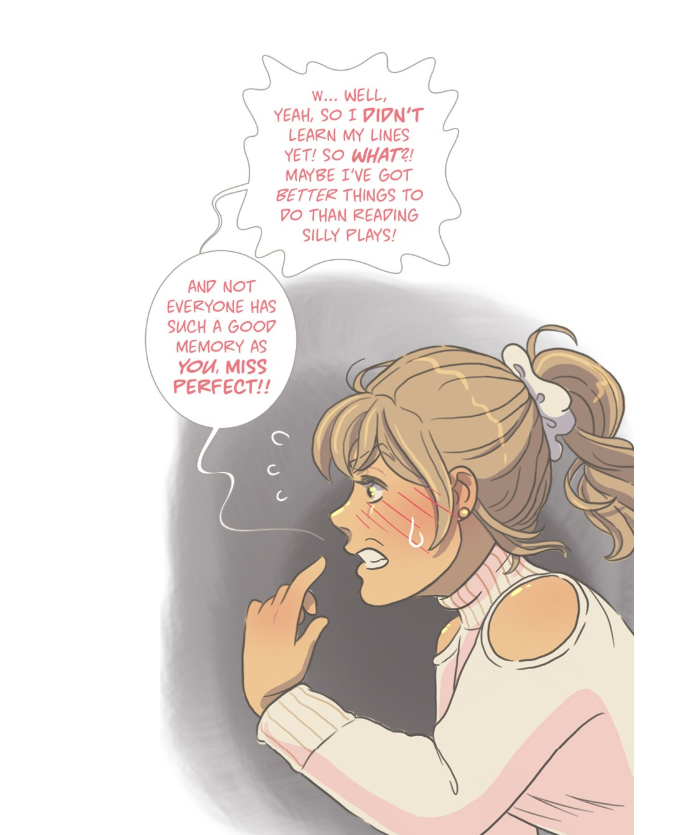 W... WELL,
YEAH, SO I DIDN'T
LEARN MY LINES
YET! SO WHAT?!
MAYBE I'VE GOT
BETTER THINGS TO
DO THAN READING
SILLY PLAYS!
AND NOT
EVERYONE HAS
SUCH A GOOD
MEMORY AS
YOU, MISS
PERFECT!!